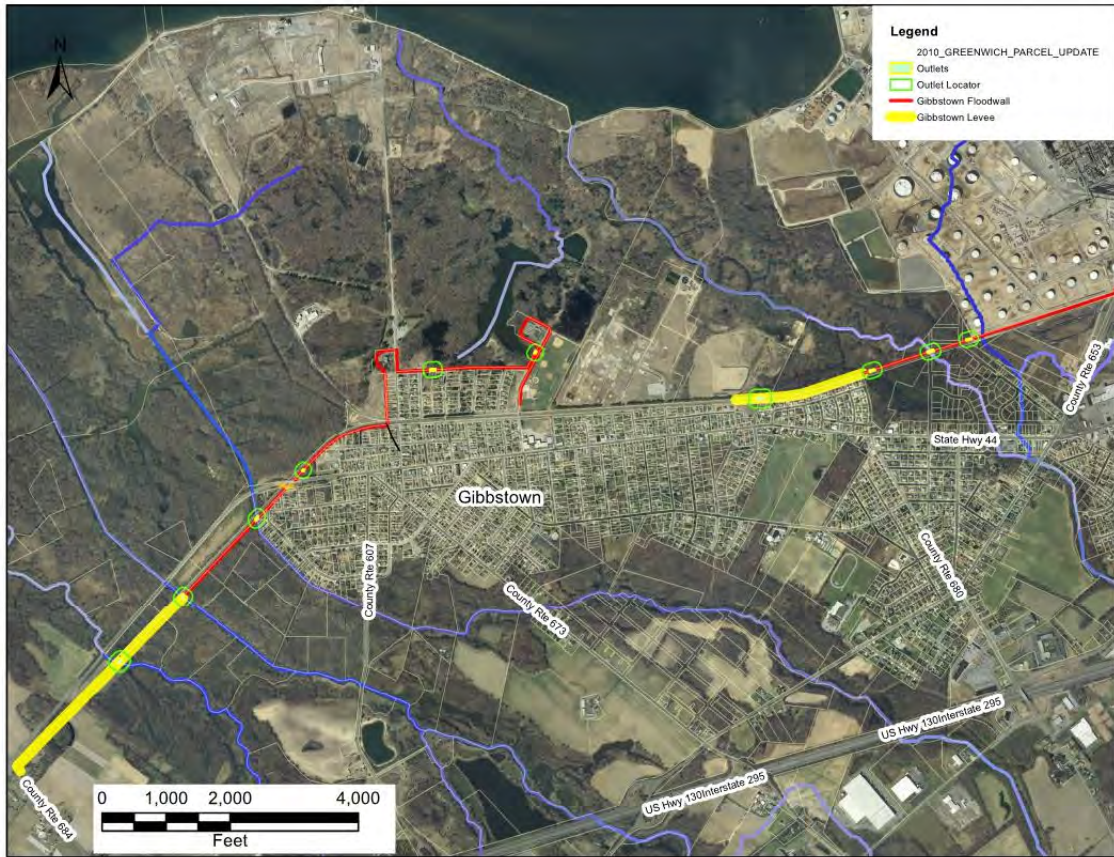 N
Legend
2010_GREENWICH_PARCEL_UPDATE
Outlets
Outlet Locator
Gibbstown Floodwall
Gibbstown Levee
County Rte 653
State Hwy 44
Gibbstown
County Rte 607
County Rte 673
County Rte 680
US Hwy 130Interstate 295
US Hwy 130Interstate 295
County Rte 684
0 1,000 2,000 4,000
Feet